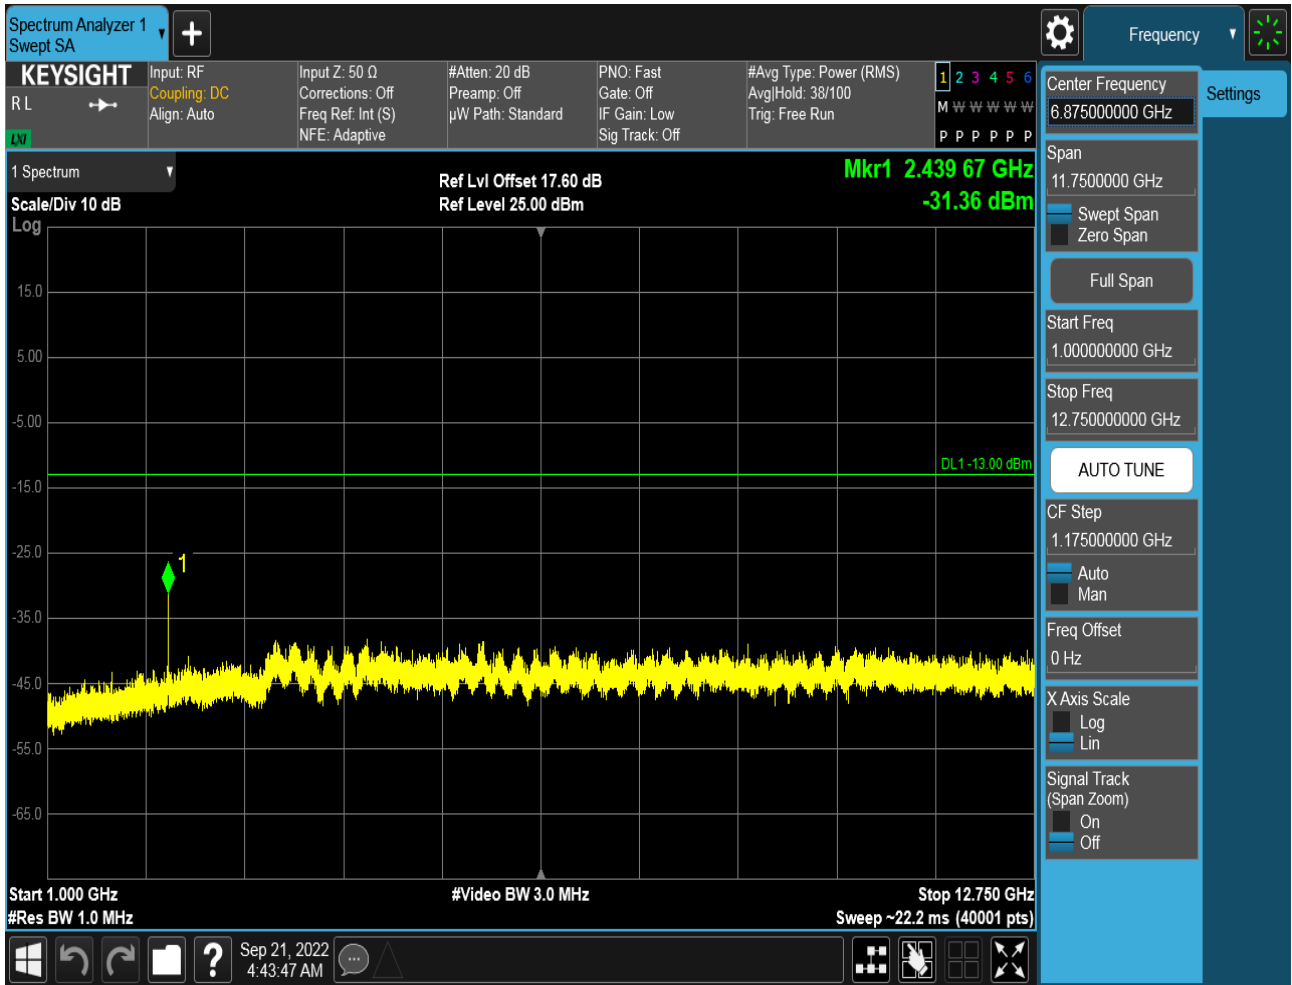 Spectrum Analyzer 1
Swept SA
Frequency
KEYSIGHT
R L
LXI
Input: RF
Coupling: DC
Align: Auto
Input Z: 50 Ω
Corrections: Off
Freq Ref: Int (S)
NFE: Adaptive
#Atten: 20 dB
Preamp: Off
µW Path: Standard
PNO: Fast
Gate: Off
IF Gain: Low
Sig Track: Off
#Avg Type: Power (RMS)
Avg|Hold: 38/100
Trig: Free Run
1 2 3 4 5 6
M W W W W W
P P P P P P
1 Spectrum
Scale/Div 10 dB
Log
Ref Lvl Offset 17.60 dB
Ref Level 25.00 dBm
Mkr1 2.439 67 GHz
-31.36 dBm
15.0
5.00
-5.00
DL1 -13.00 dBm
-15.0
-25.0
1
-35.0
-45.0
-55.0
-65.0
Start 1.000 GHz
#Video BW 3.0 MHz
Stop 12.750 GHz
#Res BW 1.0 MHz
Sweep ~22.2 ms (40001 pts)
?
Sep 21, 2022
4:43:47 AM
Center Frequency
6.875000000 GHz
Settings
Span
11.7500000 GHz
Swept Span
Zero Span
Full Span
Start Freq
1.000000000 GHz
Stop Freq
12.750000000 GHz
AUTO TUNE
CF Step
1.175000000 GHz
Auto
Man
Freq Offset
0 Hz
X Axis Scale
Log
Lin
Signal Track
(Span Zoom)
On
Off